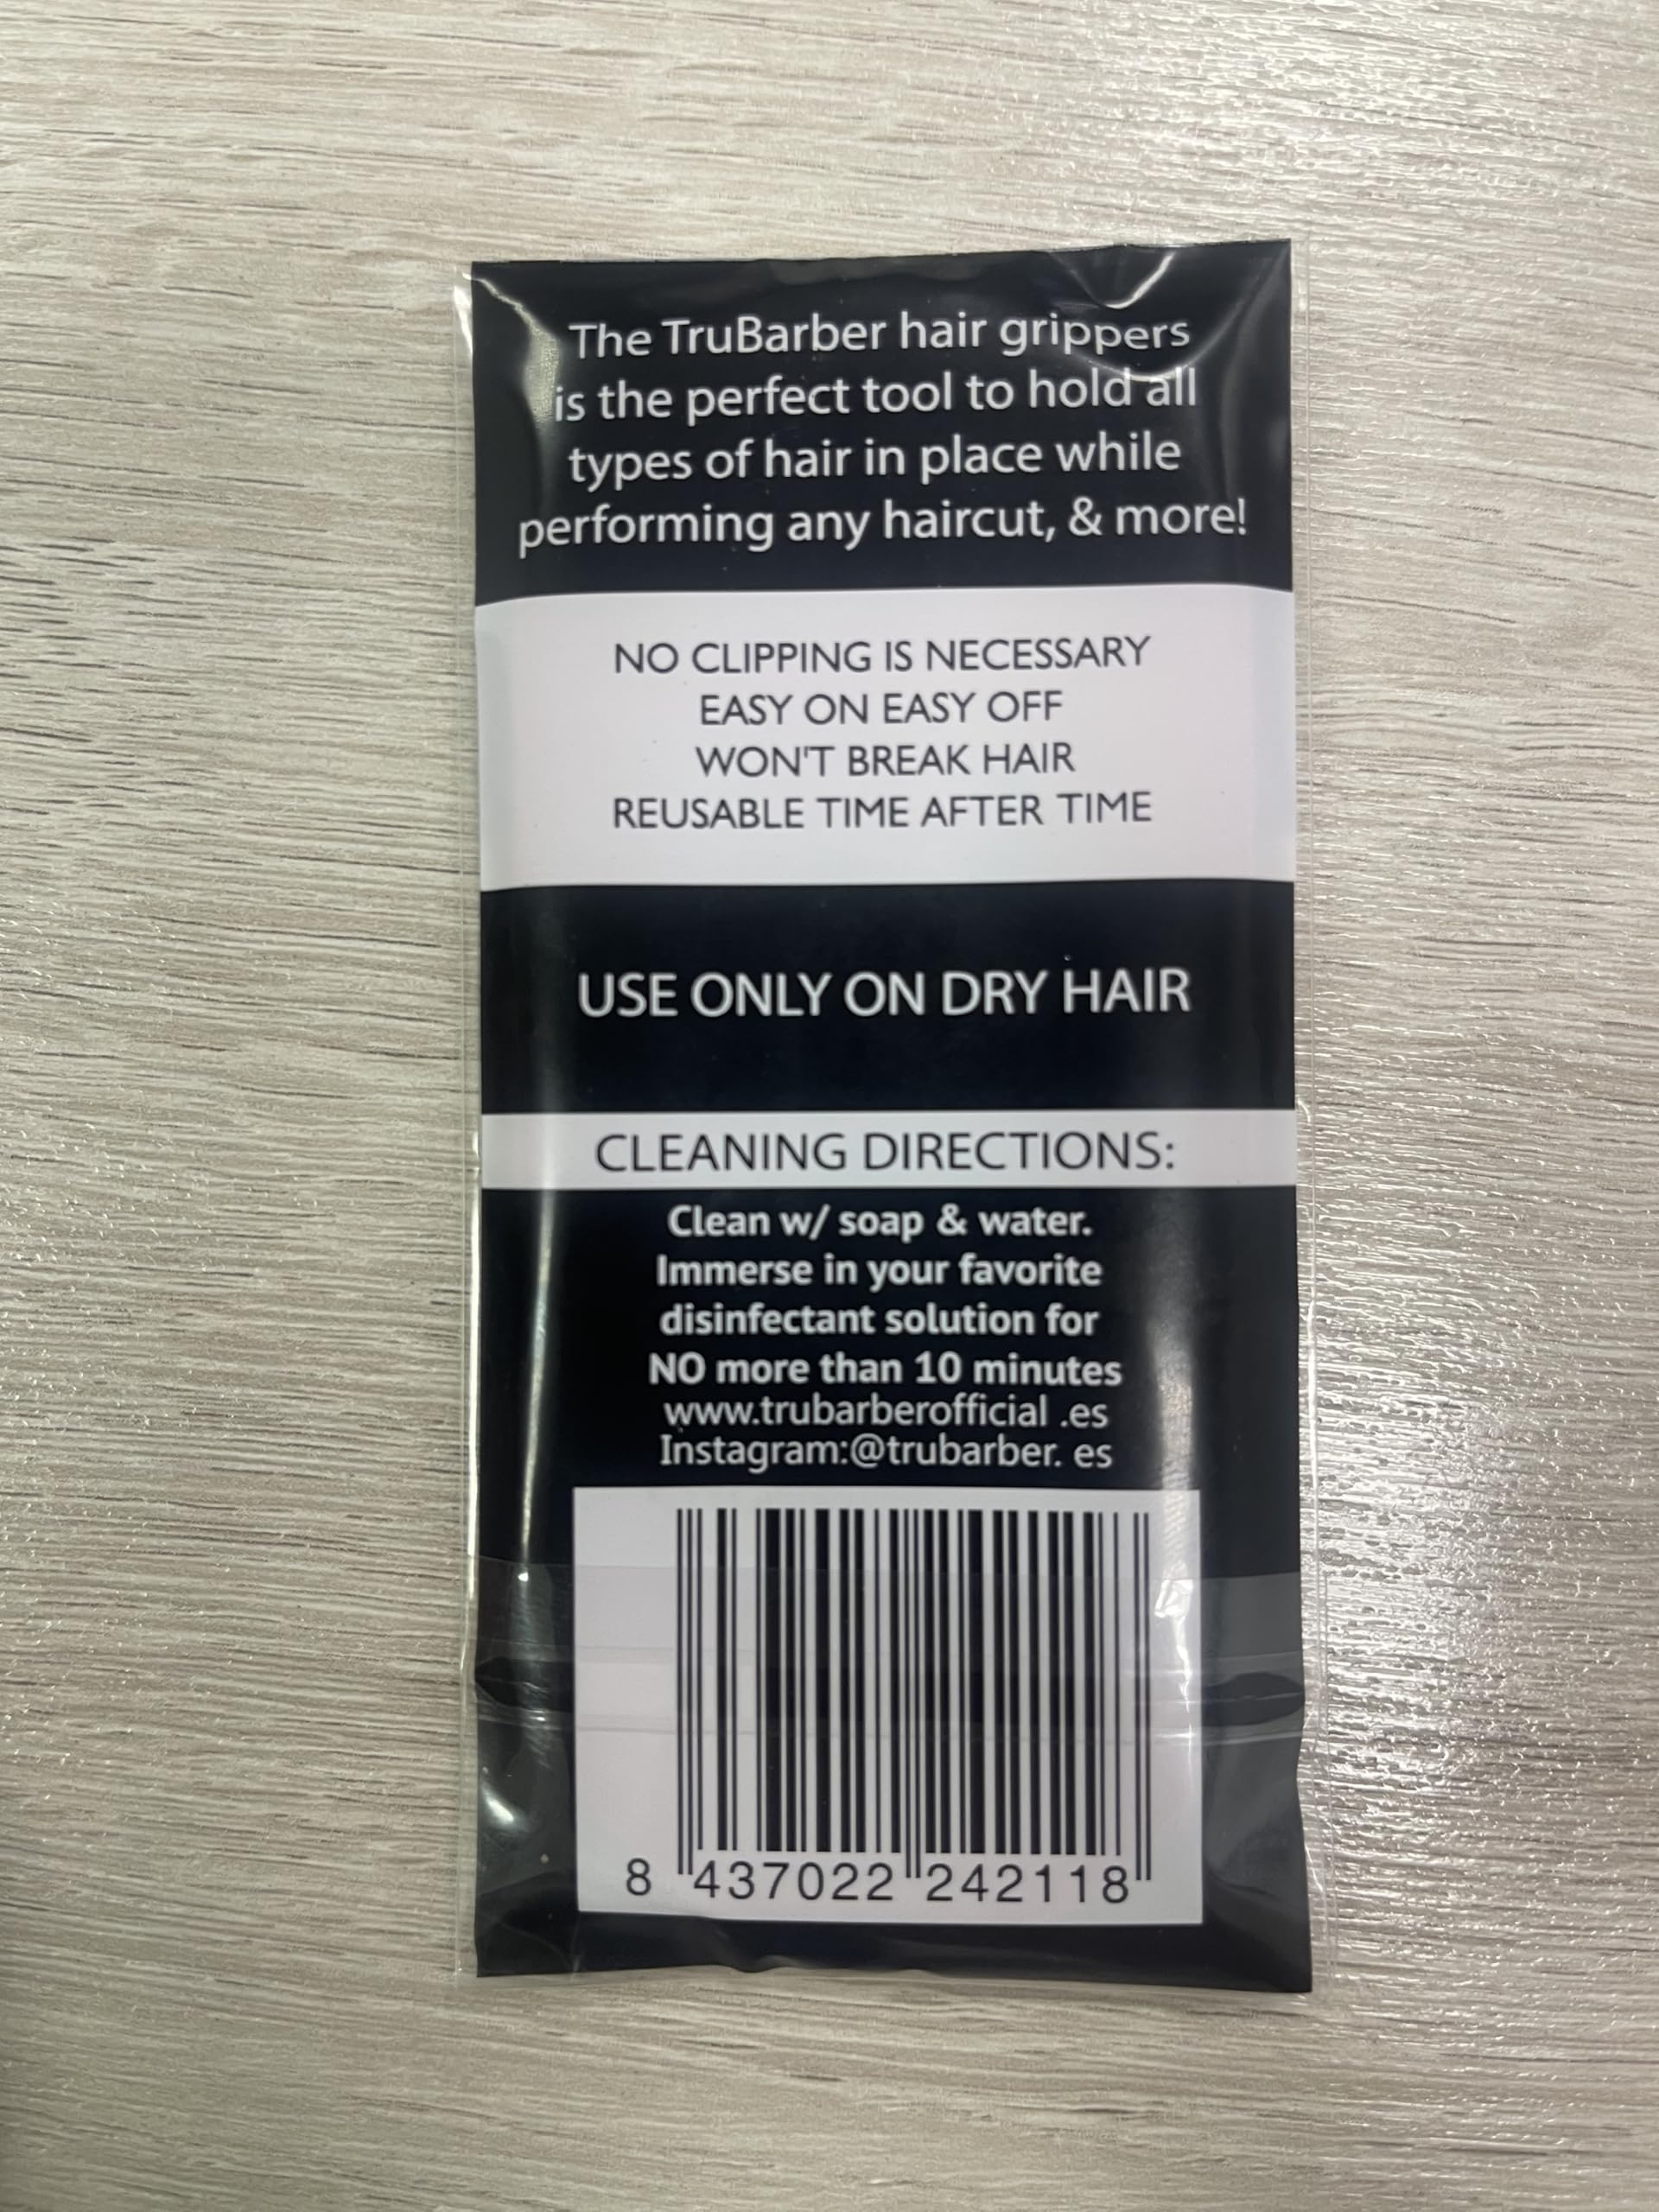 The TruBarber hair grippers
is the perfect tool to hold all
types of hair in place while
performing any haircut, & more!
NO CLIPPING IS NECESSARY
EASY ON EASY OFF
WON'T BREAK HAIR
REUSABLE TIME AFTER TIME
USE ONLY ON DRY HAIR
CLEANING DIRECTIONS:
Clean w/ soap & water.
Immerse in your favorite
disinfectant solution for
NO more than 10 minutes
www.trubarberofficial .es
Instagram:@trubarber. es
8 437022 242118